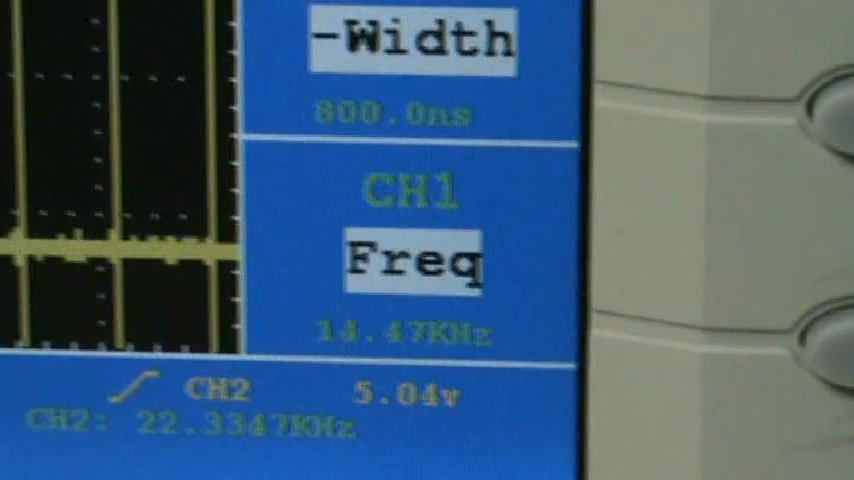 -Width
800.0ns
CH1
Freq
14.47KHz
CH2 5.04v
CH2: 22.3347KHz